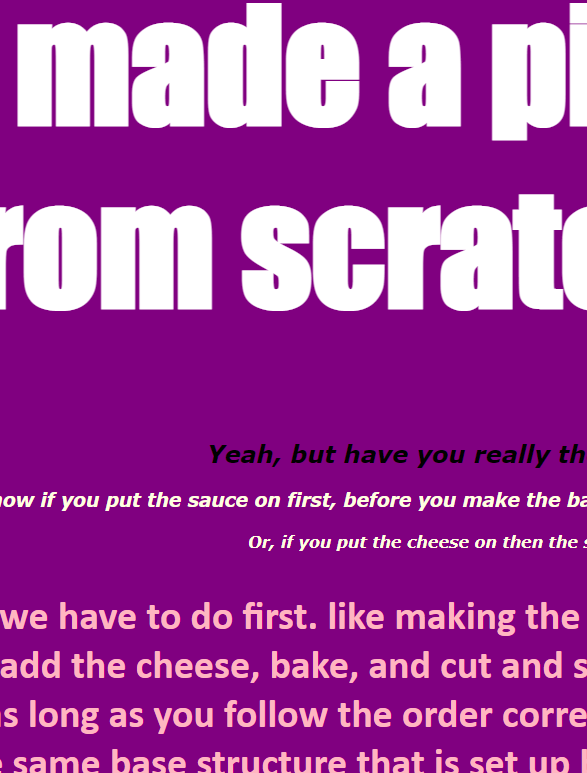 made a pi
rom scratc
Yeah, but have you really th
now if you put the sauce on first, before you make the ba
Or, if you put the cheese on then the s
we have to do first. like making the
add the cheese, bake, and cut and s
as long as you follow the order corre
e same base structure that is set up